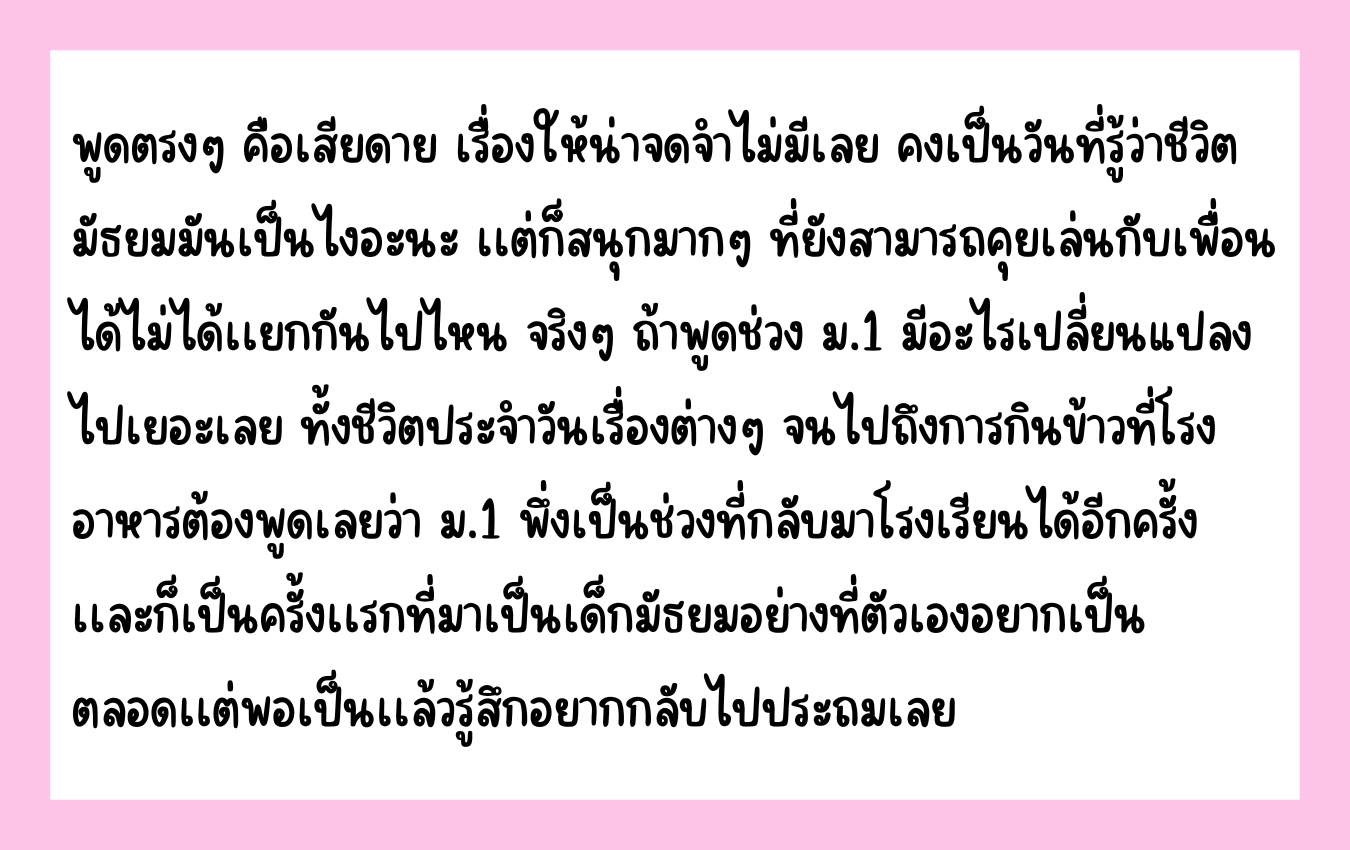 พูดตรงๆ คือเสียดาย เรื่องให้น่าจดจำไม่มีเลย คงเป็นวันที่รู้ว่าชีวิต
มัธยมมันเป็นไงอะนะ แต่ก็สนุกมากๆ ที่ยังสามารถคุยเล่นกับเพื่อน
ได้ไม่ได้แยกกันไปไหน จริงๆ ถ้าพูดช่วง ม.1 มีอะไรเปลี่ยนแปลง
ไปเยอะเลย ทั้งชีวิตประจำวันเรื่องต่างๆ จนไปถึงการกินข้าวที่โรง
อาหารต้องพูดเลยว่า ม.1 พึ่งเป็นช่วงที่กลับมาโรงเรียนได้อีกครั้ง
และก็เป็นครั้งแรกที่มาเป็นเด็กมัธยมอย่างที่ตัวเองอยากเป็น
ตลอดแต่พอเป็นแล้วรู้สึกอยากกลับไปประถมเลย